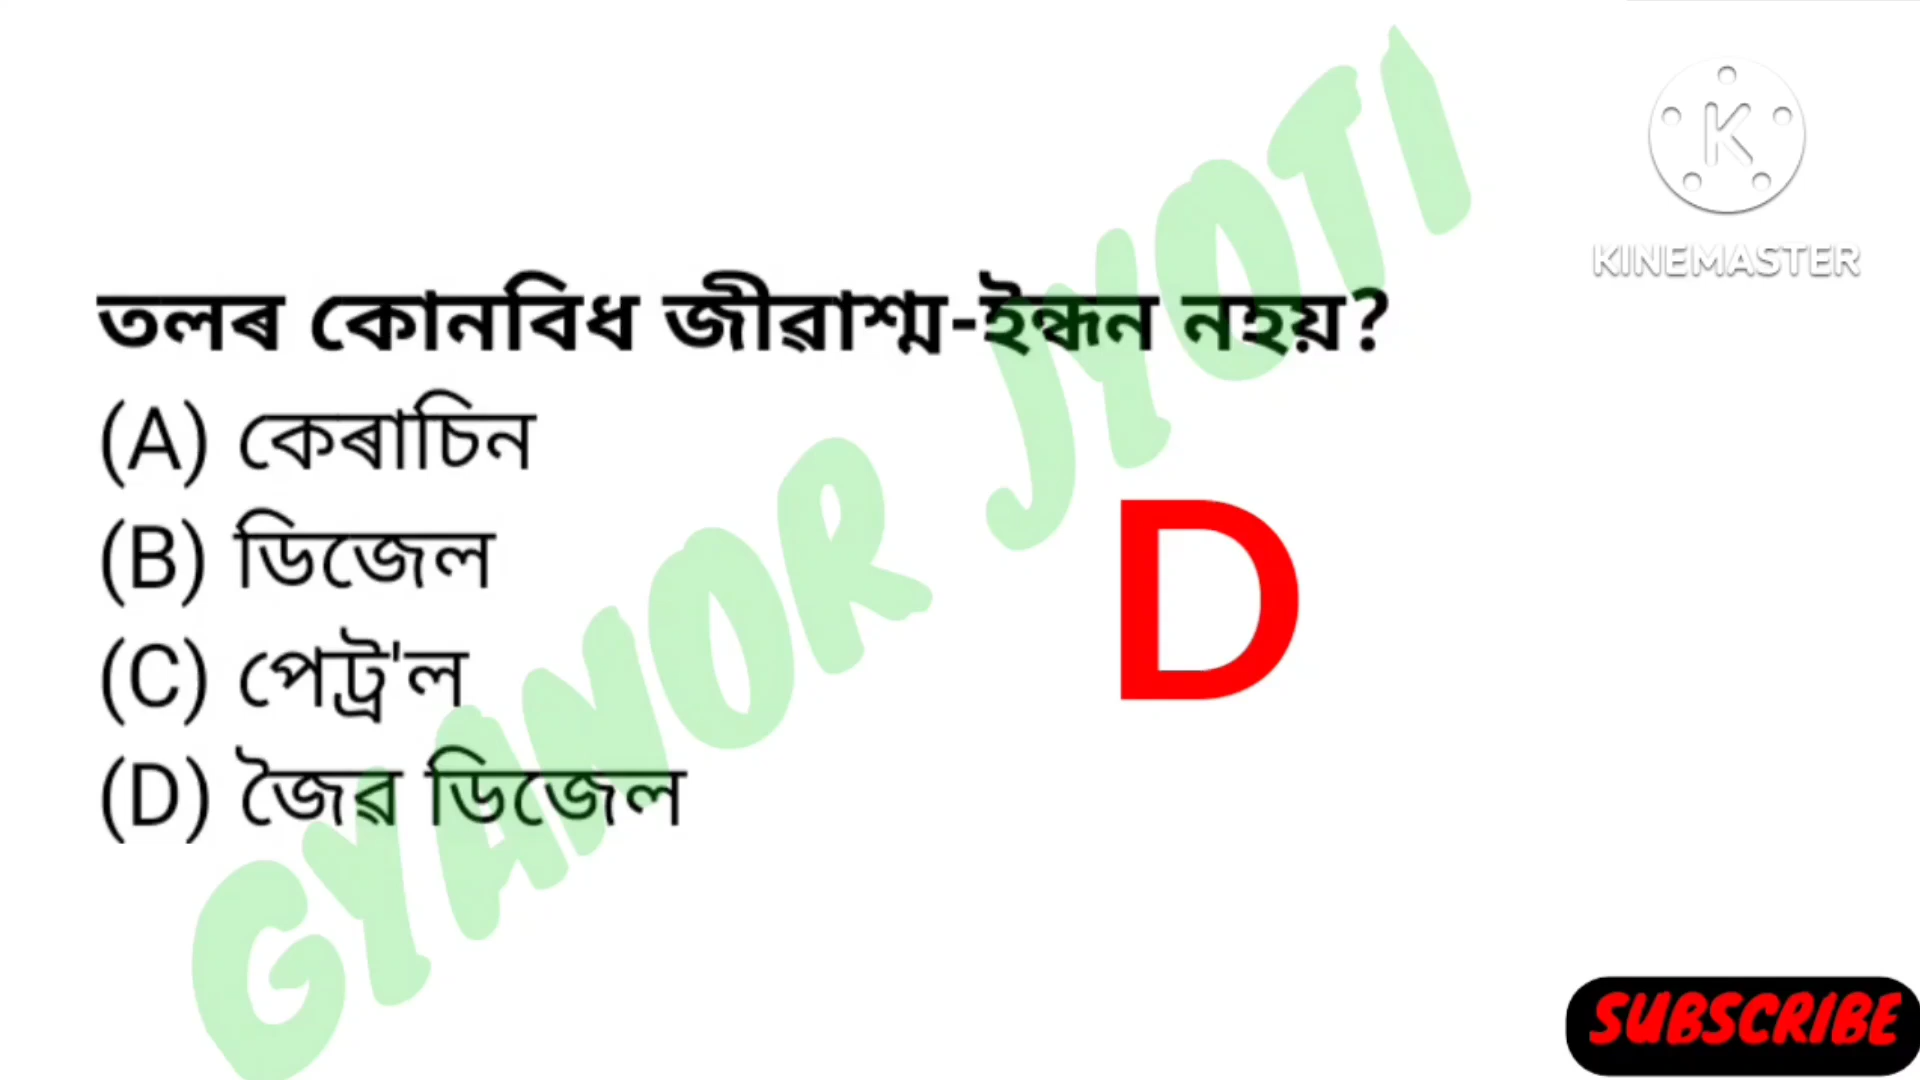 তলৰ কোনবিধ জীৱাশ্ম-ইন্ধন নহয়?
(A) কেৰাচিন
(B) ডিজেল
(C) পেট্ৰ'ল
(D) জৈৱ ডিজেল
D
GYANOR JYOTI
K
KINEMASTER
SUBSCRIBE